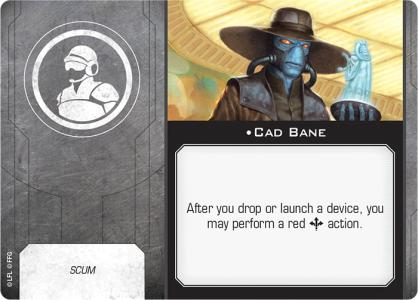 •CAD BANE
After you drop or launch a device, you
may perform a red action.
SCUM
© LFL © FFG